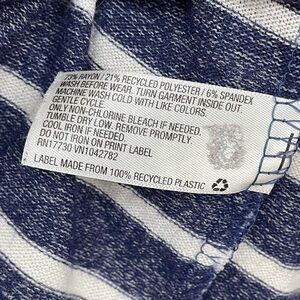 73% RAYON / 21% RECYCLED POLYESTER / 6% SPANDEX
WASH BEFORE WEAR. TURN GARMENT INSIDE OUT
MACHINE WASH COLD WITH LIKE COLORS.
GENTLE CYCLE.
ONLY NON-CHLORINE BLEACH IF NEEDED.
TUMBLE DRY LOW. REMOVE PROMPTLY.
COOL IRON IF NEEDED.
DO NOT IRON ON PRINT LABEL
RN17730 VN1042782
LABEL MADE FROM 100% RECYCLED PLASTIC